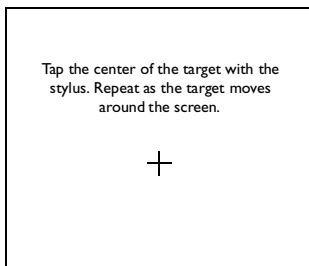 Tap the center of the target with the
stylus. Repeat as the target moves
around the screen.